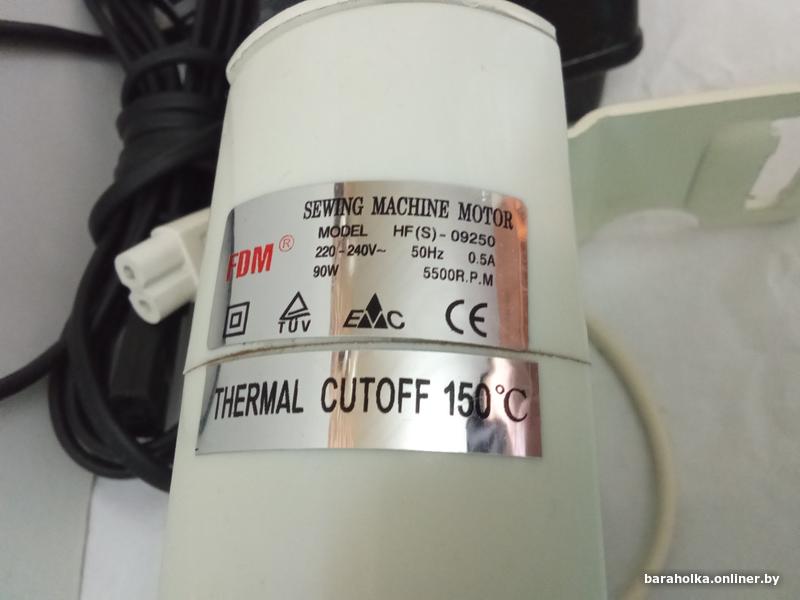 SEWING MACHINE MOTOR
FDM®
MODEL HF(S)-09250
220-240V~ 50Hz 0.5A
90W 5500R.P.M
TÜV EMC CE
THERMAL CUTOFF 150°C
baraholka.onliner.by